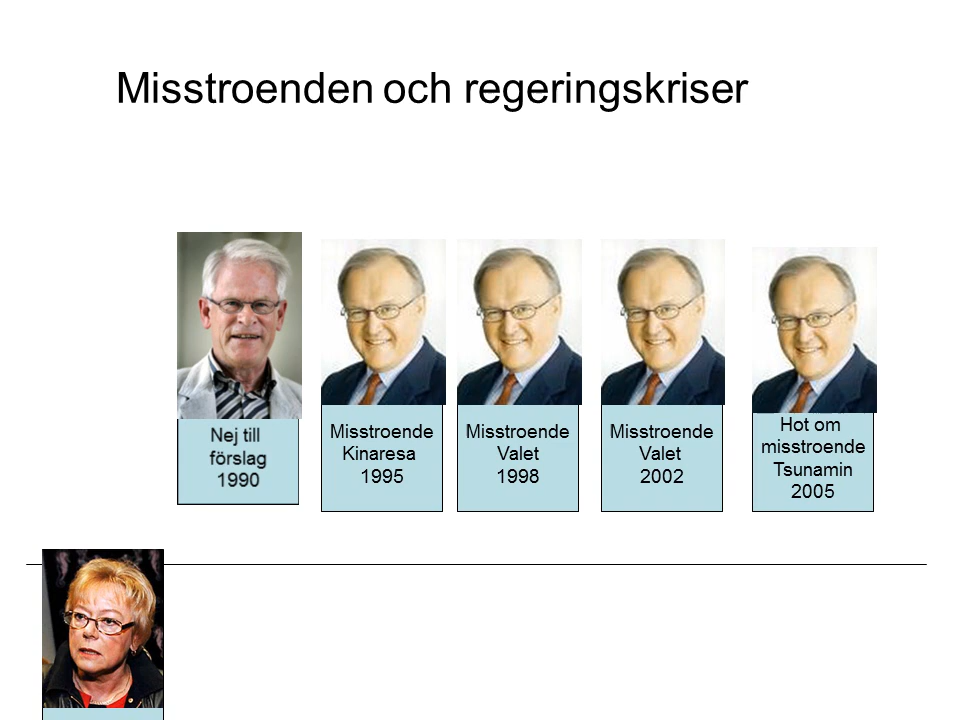 Misstroenden och regeringskriser
Nej till
förslag
1990
Misstroende
Kinaresa
1995
Misstroende
Valet
1998
Misstroende
Valet
2002
Hot om
misstroende
Tsunamin
2005